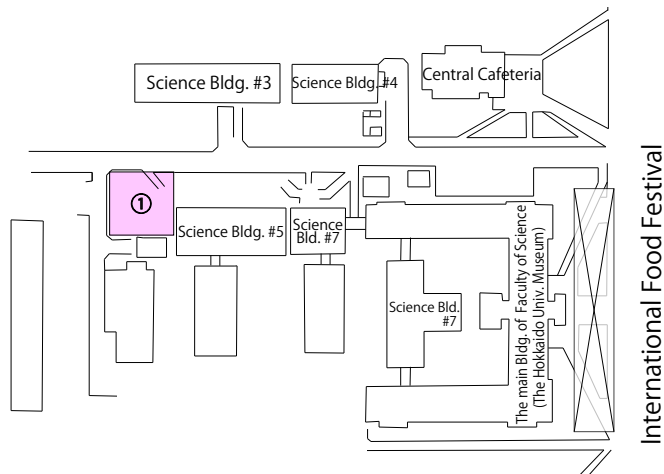 Science Bldg. #3
Science Bldg. #4
Central Cafeteria
①
Science Bldg. #5
Science
Bld. #7
Science Bld.
#7
The main Bldg. of Faculty of Science
(The Hokkaido Univ. Museum)
International Food Festival